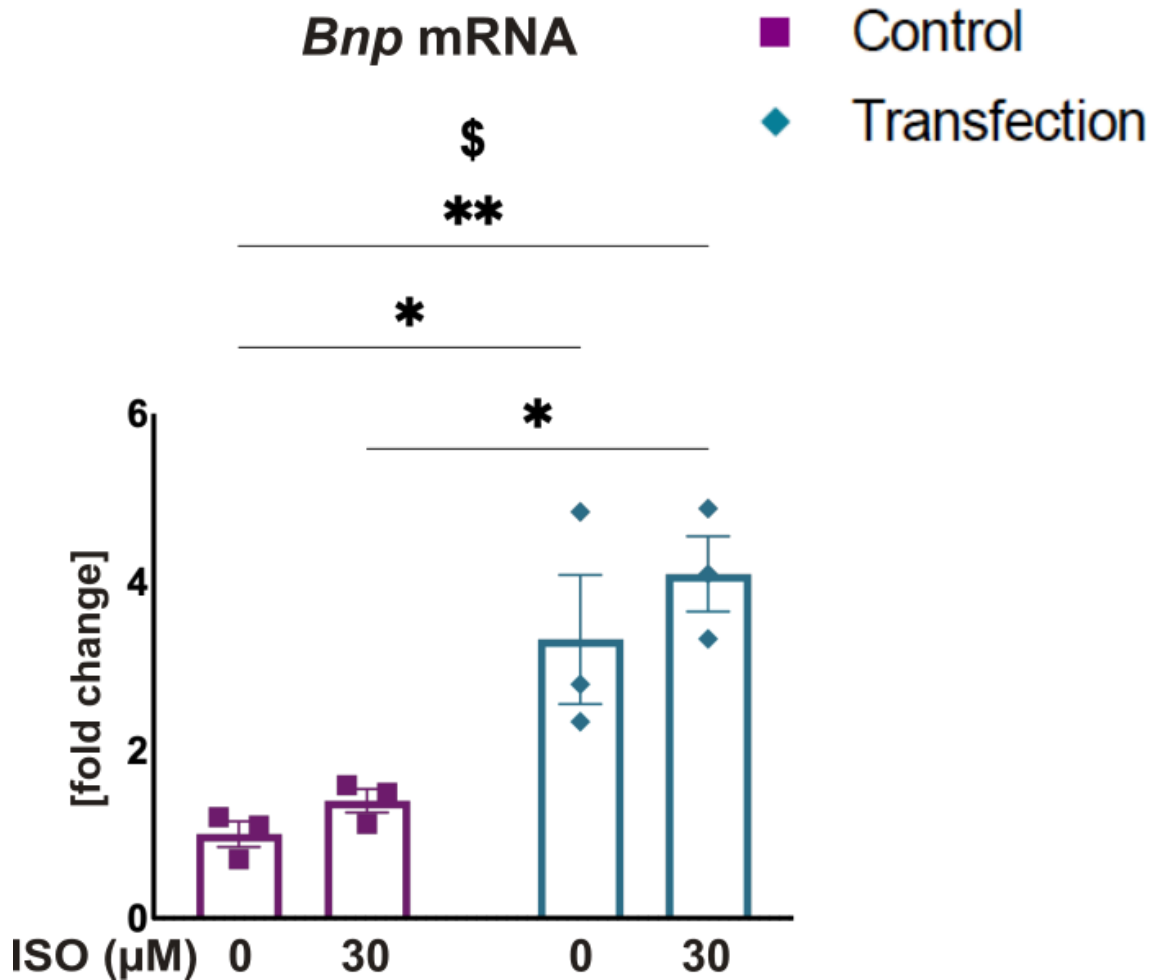 Bnp mRNA
Control
Transfection
$
**
*
*
6
4
2
0
[fold change]
ISO (µM) 0 30 0 30